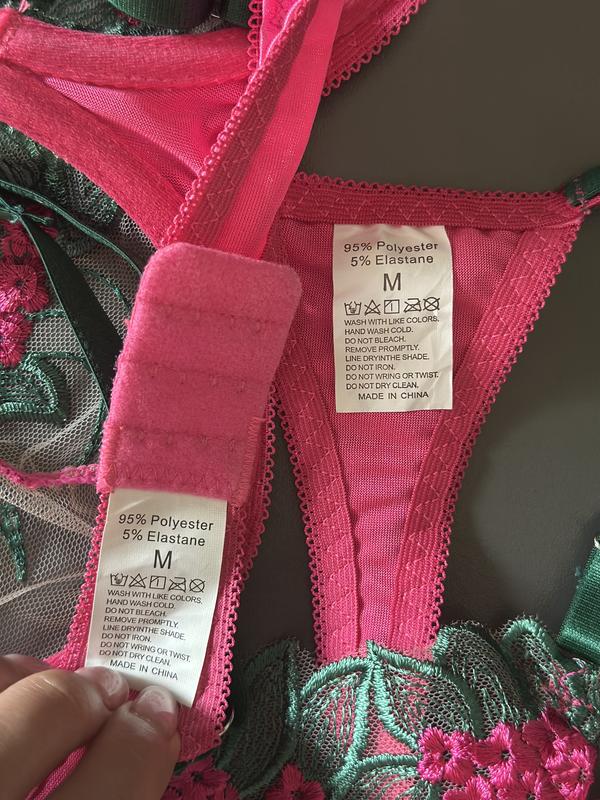 95% Polyester
5% Elastane
M
WASH WITH LIKE COLORS.
HAND WASH COLD.
DO NOT BLEACH.
REMOVE PROMPTLY.
LINE DRYINTHE SHADE.
DO NOT IRON.
DO NOT WRING OR TWIST.
DO NOT DRY CLEAN.
MADE IN CHINA
95% Polyester
5% Elastane
M
WASH WITH LIKE COLORS.
HAND WASH COLD.
DO NOT BLEACH.
REMOVE PROMPTLY.
LINE DRYINTHE SHADE.
DO NOT IRON.
DO NOT WRING OR TWIST.
DO NOT DRY CLEAN.
MADE IN CHINA